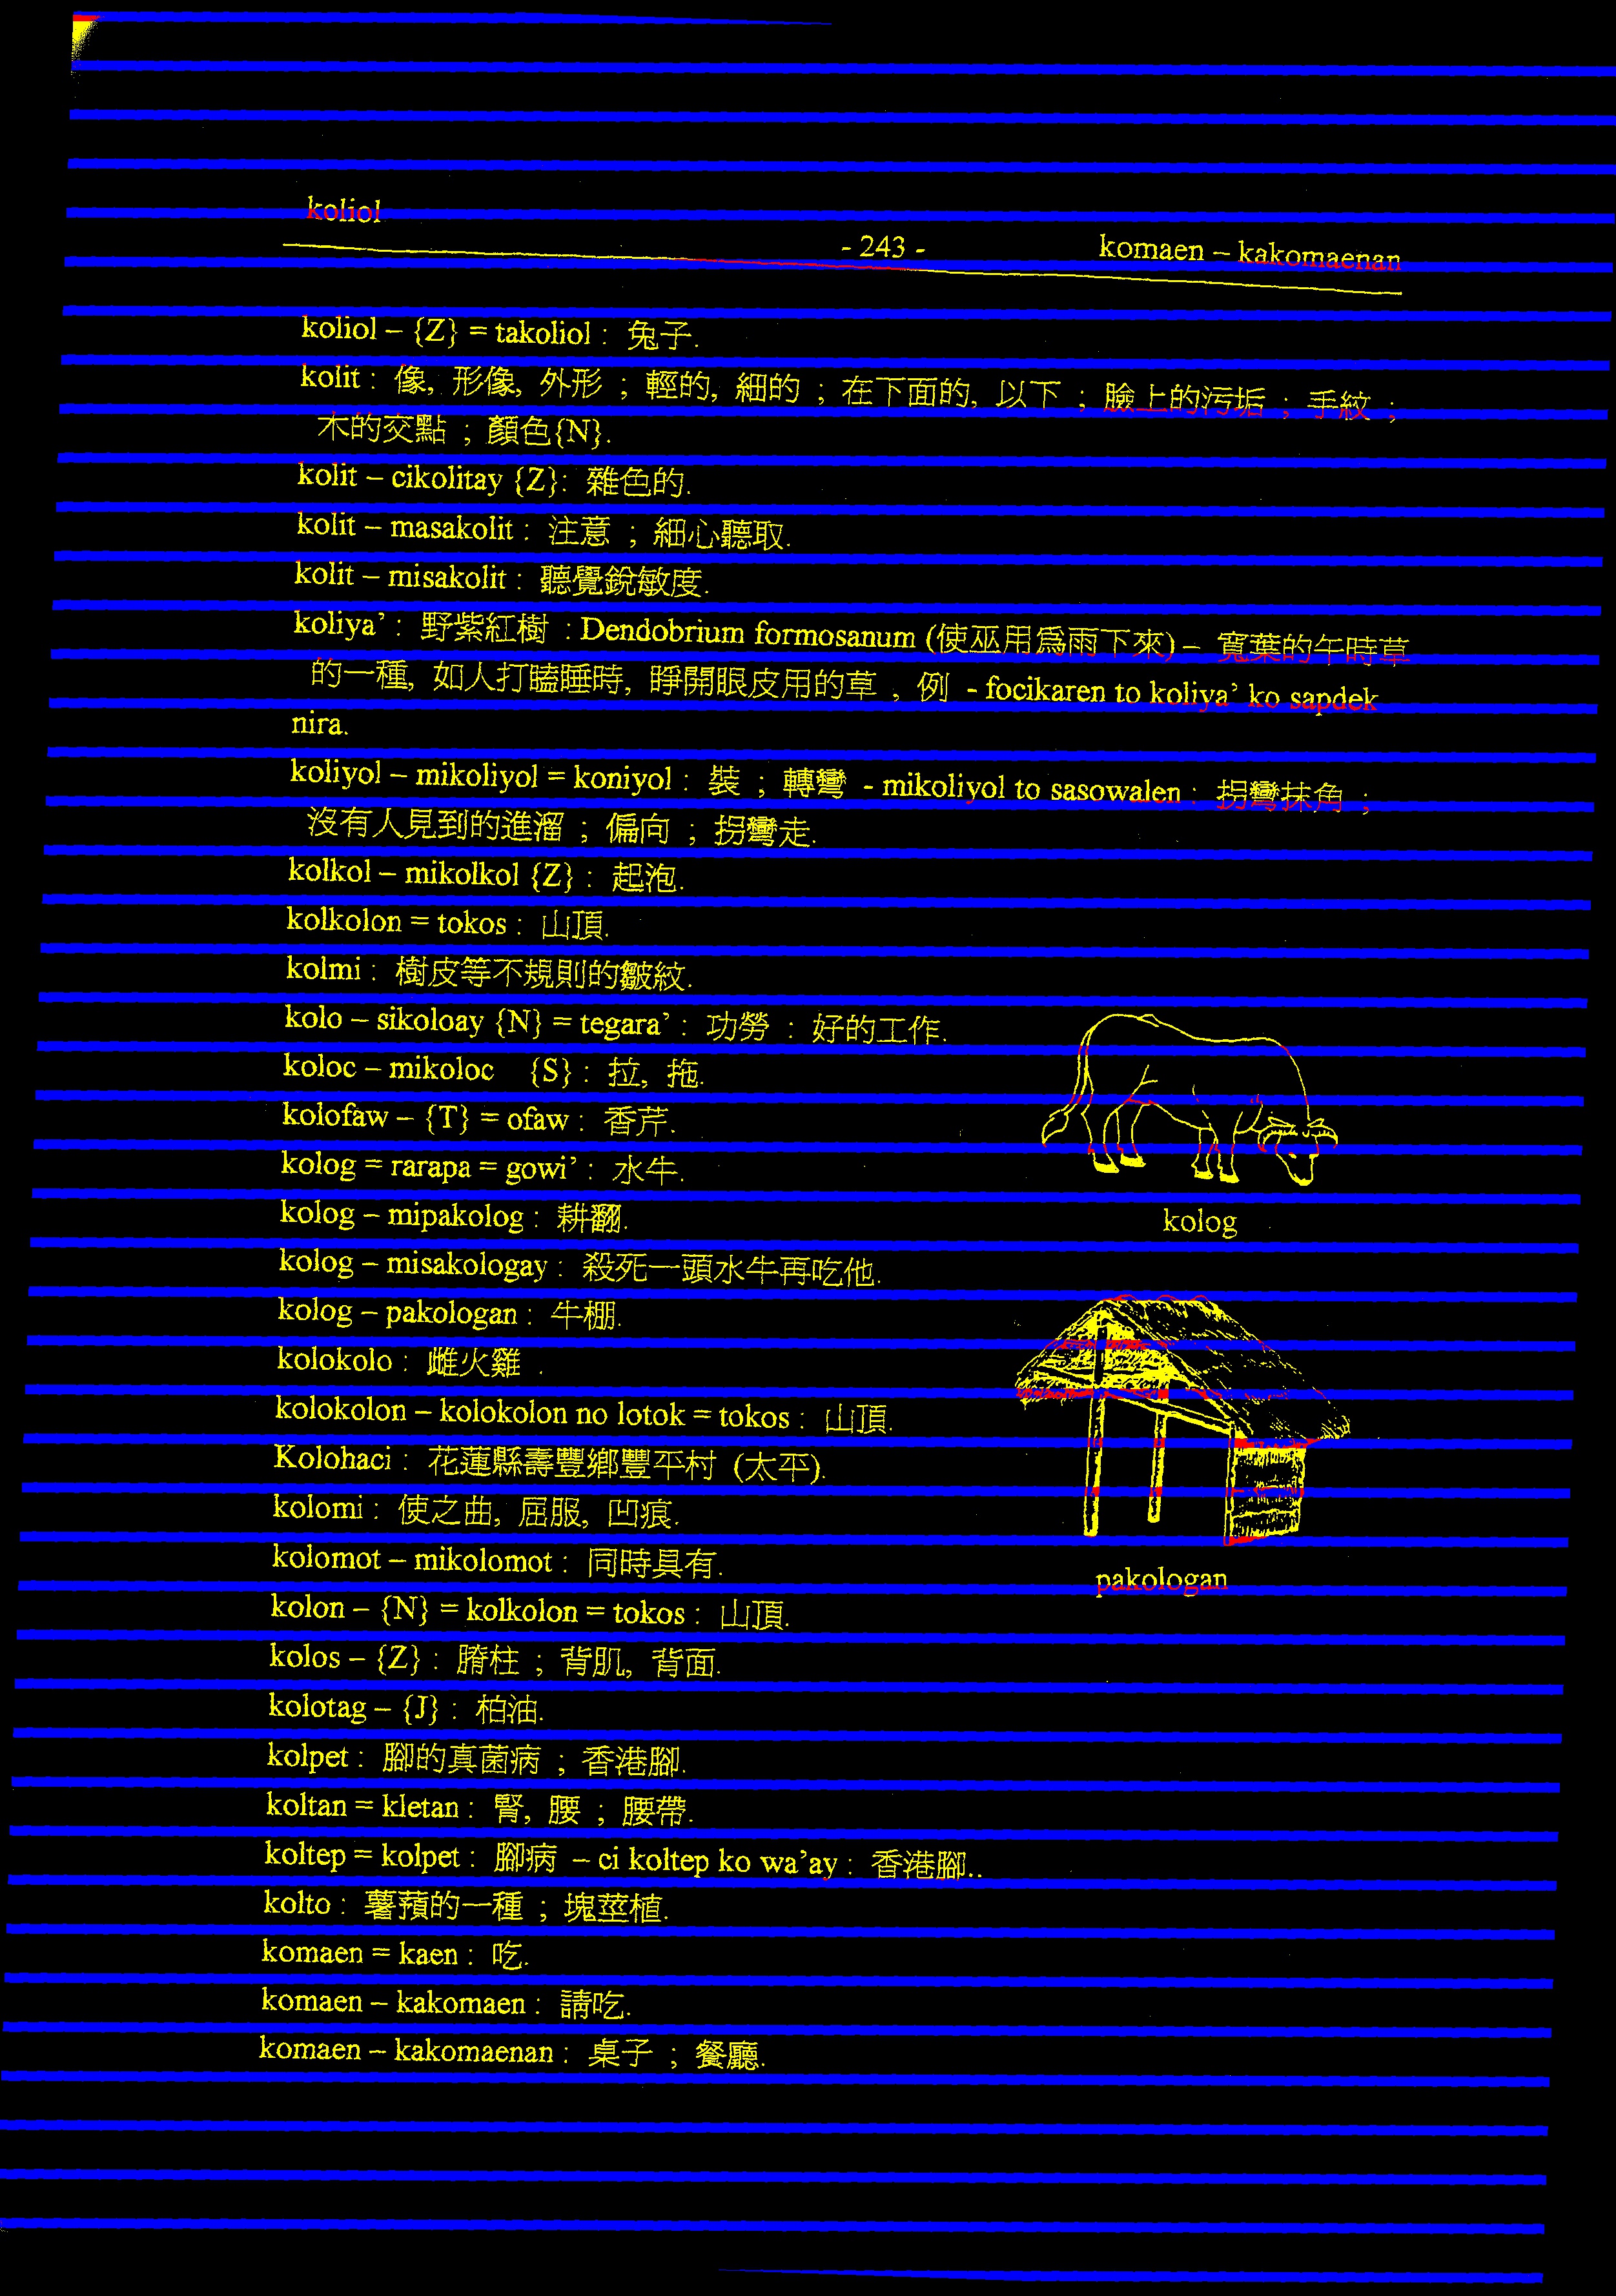 koliol
- 243 -
komaen – kakomaenan
koliol – {Z} = takoliol : 兔子.
kolit : 像, 形像, 外形 ; 輕的, 細的 ; 在下面的, 以下 ; 臉上的污垢 ; 手紋 ;
木的交點 ; 顏色{N}.
kolit – cikolitay {Z}: 雜色的.
kolit – masakolit : 注意 ; 細心聽取.
kolit – misakolit : 聽覺銳敏度.
koliya’ : 野紫紅樹 : Dendobrium formosanum (使巫用為雨下來) – 寬葉的午時草
的一種, 如人打瞌睡時, 睜開眼皮用的草 , 例 - focikaren to koliya’ ko sapdek
nira.
koliyol – mikoliyol = koniyol : 裝 ; 轉彎 - mikoliyol to sasowalen : 拐彎抹角 ;
沒有人見到的進溜 ; 偏向 ; 拐彎走.
kolkol – mikolkol {Z} : 起泡.
kolkolon = tokos : 山頂.
kolmi : 樹皮等不規則的皺紋.
kolo – sikoloay {N} = tegara’ : 功勞 : 好的工作.
koloc – mikoloc {S} : 拉, 拖.
kolofaw – {T} = ofaw : 香芹.
kolog = rarapa = gowi’ : 水牛.
kolog – mipakolog : 耕翻.
kolog
kolog – misakologay : 殺死一頭水牛再吃他.
kolog – pakologan : 牛棚.
kolokolo : 雌火雞 .
kolokolon – kolokolon no lotok = tokos : 山頂.
Kolohaci : 花蓮縣壽豐鄉豐平村 (太平).
kolomi : 使之曲, 屈服, 凹痕.
kolomot – mikolomot : 同時具有.
pakologan
kolon – {N} = kolkolon = tokos : 山頂.
kolos – {Z} : 脊柱 ; 背肌, 背面.
kolotag – {J} : 柏油.
kolpet : 腳的真菌病 ; 香港腳.
koltan = kletan : 腎, 腰 ; 腰帶.
koltep = kolpet : 腳病 – ci koltep ko wa’ay : 香港腳..
kolto : 薯蕷的一種 ; 塊莖植.
komaen = kaen : 吃.
komaen – kakomaen : 請吃.
komaen – kakomaenan : 桌子 ; 餐廳.